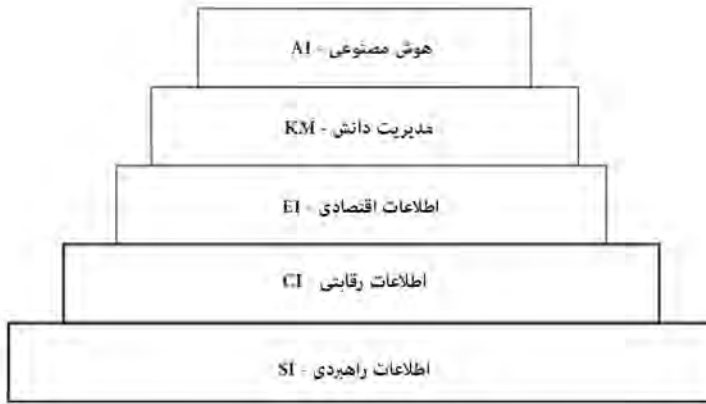 هوش مصنوعی - AI
مدیریت دانش - KM
اطلاعات اقتصادی - EI
اطلاعات رقابتی - CI
اطلاعات راهبردی - SI